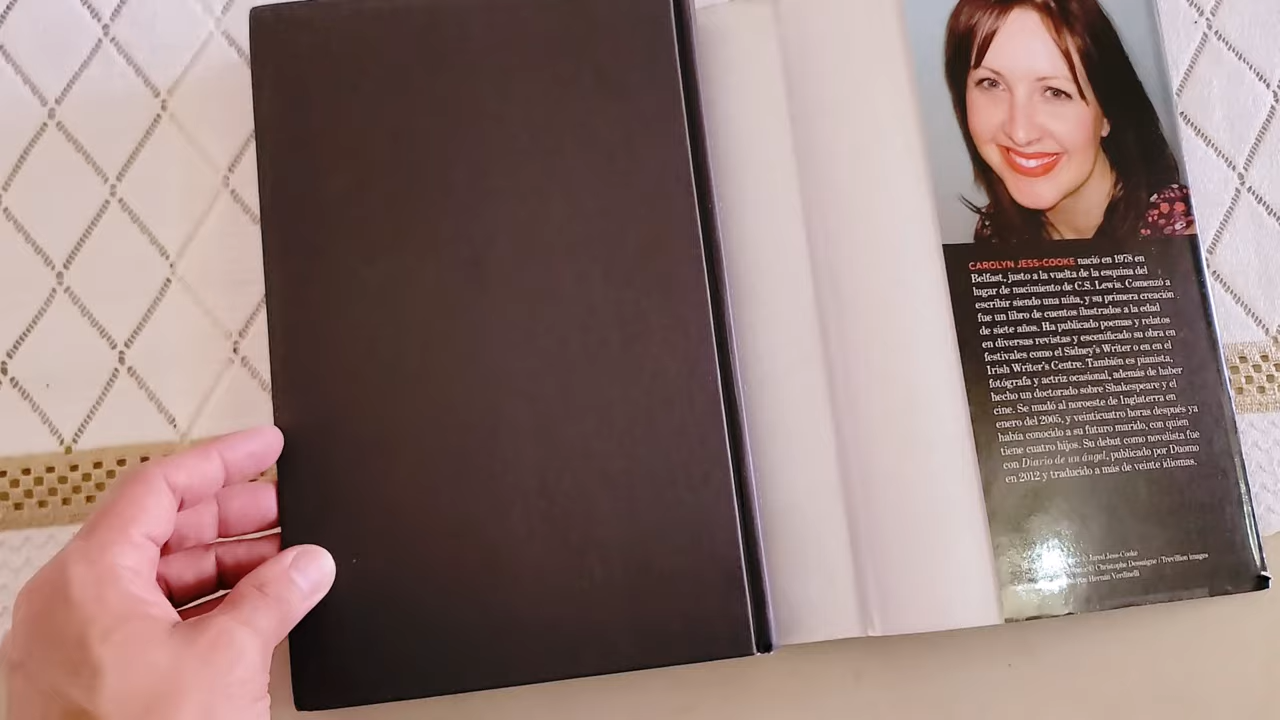 CAROLYN JESS-COOKE nació en 1978 en
Belfast, justo a la vuelta de la esquina del
lugar de nacimiento de C.S. Lewis. Comenzó a
escribir siendo una niña, y su primera creación
fue un libro de cuentos ilustrados a la edad
de siete años. Ha publicado poemas y relatos
en diversas revistas y escenificado su obra en
festivales como el Sidney's Writer o en en el
Irish Writer's Centre. También es pianista,
fotógrafa y actriz ocasional, además de haber
hecho un doctorado sobre Shakespeare y el
cine. Se mudó al noroeste de Inglaterra en
enero del 2005, y veinticuatro horas después ya
había conocido a su futuro marido, con quien
tiene cuatro hijos. Su debut como novelista fue
con Diario de un ángel, publicado por Duomo
en 2012 y traducido a más de veinte idiomas.
© Jared Jess-Cooke
© Christophe Dessaigne / Trevillion images
Hernán Verdinelli